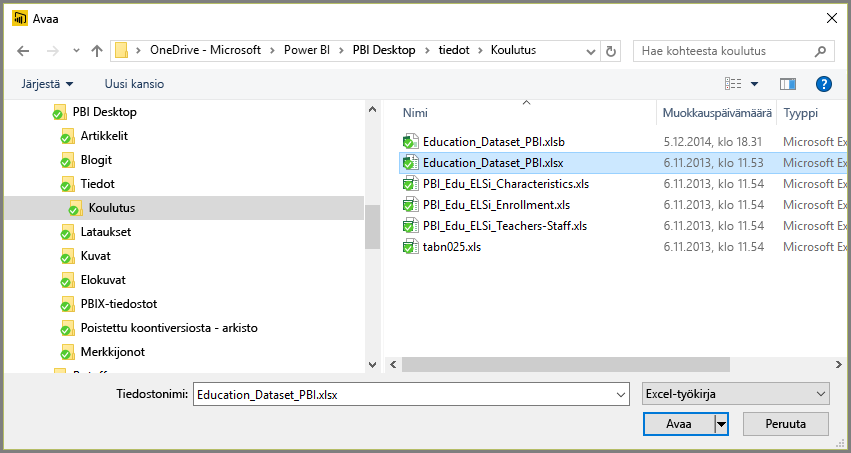 Avaa
OneDrive - Microsoft > Power BI > PBI Desktop > tiedot > Koulutus
Hae kohteesta koulutus
Järjestä
Uusi kansio
PBI Desktop
Artikkelit
Blogit
Tiedot
Koulutus
Lataukset
Kuvat
Elokuvat
PBIX-tiedostot
Poistettu koontiversiosta - arkisto
Merkkijonot
Nimi Muokkauspäivämäärä Tyyppi
Education_Dataset_PBI.xlsb 5.12.2014, klo 18.31 Microsoft Ex
Education_Dataset_PBI.xlsx 6.11.2013, klo 11.53 Microsoft Ex
PBI_Edu_ELSi_Characteristics.xls 6.11.2013, klo 11.54 Microsoft Ex
PBI_Edu_ELSi_Enrollment.xls 6.11.2013, klo 11.54 Microsoft Ex
PBI_Edu_ELSi_Teachers-Staff.xls 6.11.2013, klo 11.54 Microsoft Ex
tabn025.xls 6.11.2013, klo 11.54 Microsoft Ex
Tiedostonimi: Education_Dataset_PBI.xlsx
Excel-työkirja
Avaa
Peruuta